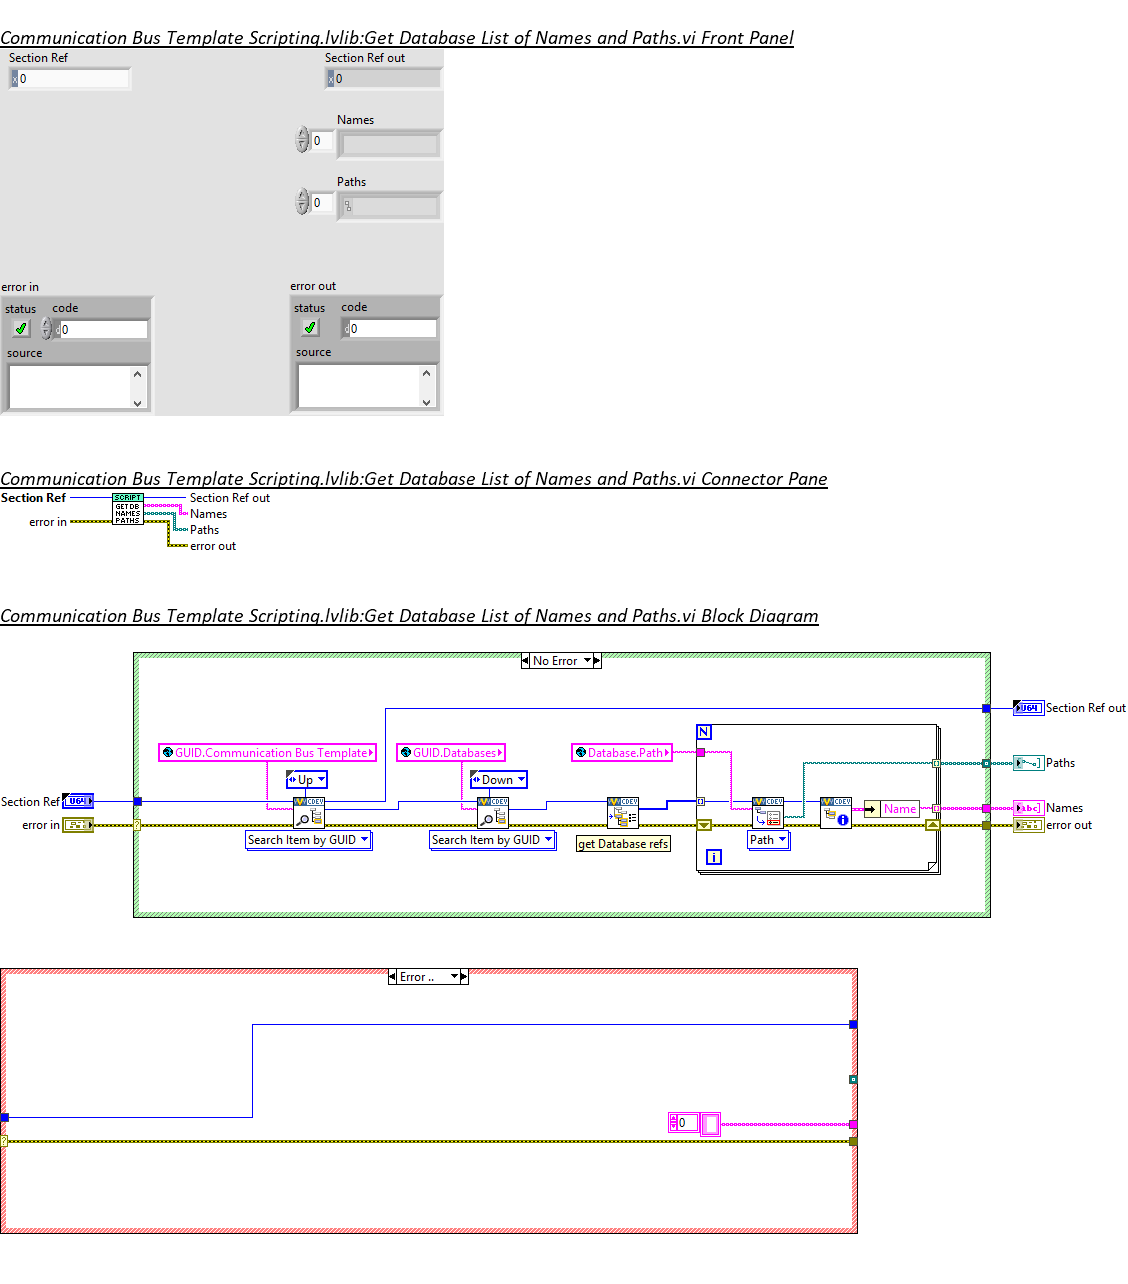 Communication Bus Template Scripting.lvlib:Get Database List of Names and Paths.vi Front Panel
Section Ref
Section Ref out
x 0
x 0
Names
0
Paths
0
error in
error out
status code
status code
d 0
d 0
source
source
Communication Bus Template Scripting.lvlib:Get Database List of Names and Paths.vi Connector Pane
Section Ref
SCRIPT
GET DB
NAMES
PATHS
Section Ref out
Names
error in
Paths
error out
Communication Bus Template Scripting.lvlib:Get Database List of Names and Paths.vi Block Diagram
No Error
U64
Section Ref out
N
GUID.Communication Bus Template
GUID.Databases
Database.Path
Paths
Up
Down
Section Ref
U64
CDEV
CDEV
CDEV
CDEV
CDEV
Name
abc
Names
error in
?
error out
Search Item by GUID
Search Item by GUID
get Database refs
Path
i
Error ..
0
?